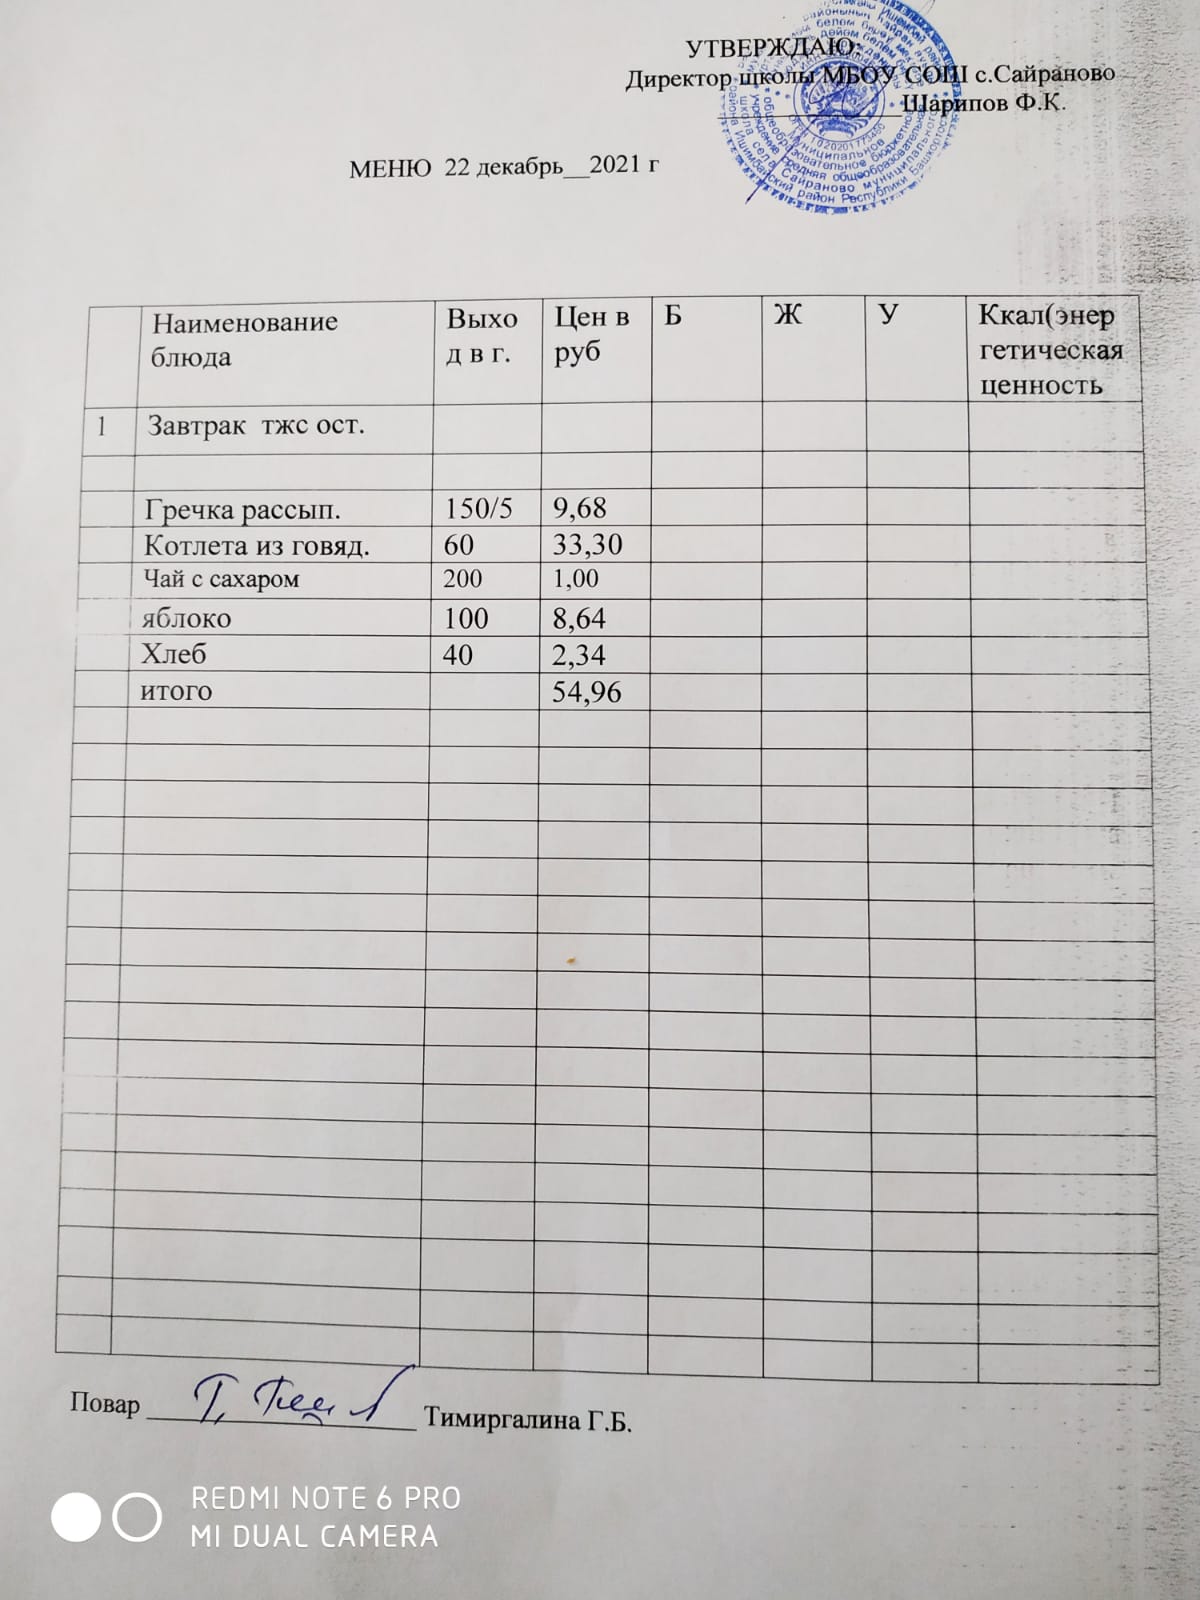 УТВЕРЖДАЮ:
Директор школы МБОУ СОШ с.Сайраново
Шарипов Ф.К.
МЕНЮ 22 декабрь__2021 г
Наименование блюда Выхо д в г. Цен в руб Б Ж У Ккал(энер гетическая ценность
1 Завтрак тжс ост.
Гречка рассып. 150/5 9,68
Котлета из говяд. 60 33,30
Чай с сахаром 200 1,00
яблоко 100 8,64
Хлеб 40 2,34
итого 54,96
Повар Тимиргалина Г.Б.
REDMI NOTE 6 PRO
MI DUAL CAMERA